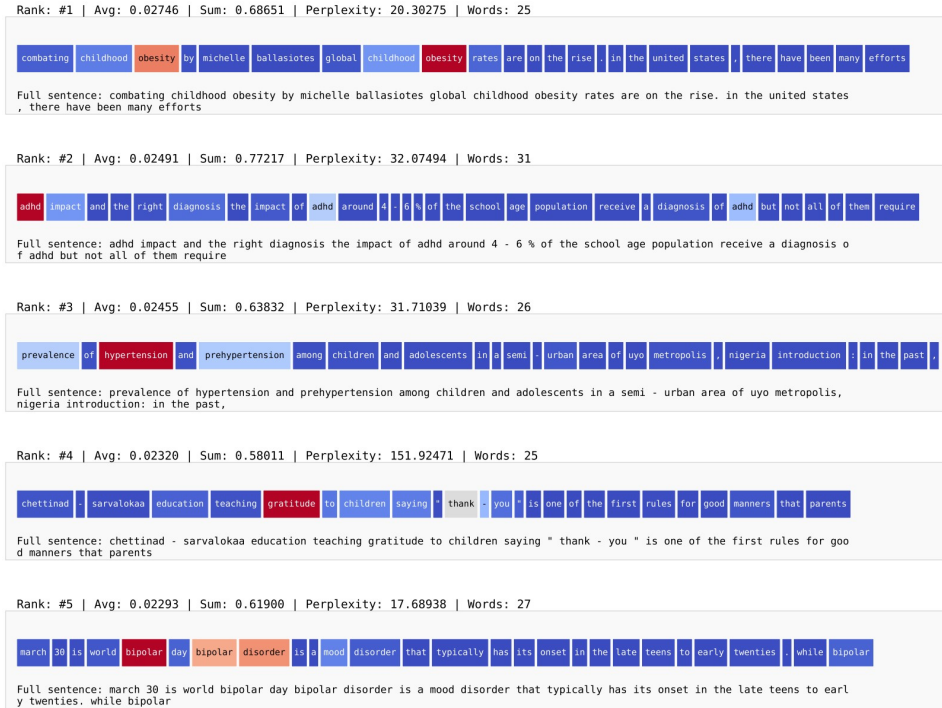 Rank: #1 | Avg: 0.02746 | Sum: 0.68651 | Perplexity: 20.30275 | Words: 25
combating childhood obesity by michelle ballasiotes global childhood obesity rates are on the rise . in the united states , there have been many efforts
Full sentence: combating childhood obesity by michelle ballasiotes global childhood obesity rates are on the rise. in the united states
, there have been many efforts
Rank: #2 | Avg: 0.02491 | Sum: 0.77217 | Perplexity: 32.07494 | Words: 31
adhd impact and the right diagnosis the impact of adhd around 4 - 6 % of the school age population receive a diagnosis of adhd but not all of them require
Full sentence: adhd impact and the right diagnosis the impact of adhd around 4 - 6 % of the school age population receive a diagnosis o
f adhd but not all of them require
Rank: #3 | Avg: 0.02455 | Sum: 0.63832 | Perplexity: 31.71039 | Words: 26
prevalence of hypertension and prehypertension among children and adolescents in a semi - urban area of uyo metropolis , nigeria introduction : in the past ,
Full sentence: prevalence of hypertension and prehypertension among children and adolescents in a semi - urban area of uyo metropolis,
nigeria introduction: in the past,
Rank: #4 | Avg: 0.02320 | Sum: 0.58011 | Perplexity: 151.92471 | Words: 25
chettinad - sarvalokaa education teaching gratitude to children saying " thank - you " is one of the first rules for good manners that parents
Full sentence: chettinad - sarvalokaa education teaching gratitude to children saying " thank - you " is one of the first rules for goo
d manners that parents
Rank: #5 | Avg: 0.02293 | Sum: 0.61900 | Perplexity: 17.68938 | Words: 27
march 30 is world bipolar day bipolar disorder is a mood disorder that typically has its onset in the late teens to early twenties . while bipolar
Full sentence: march 30 is world bipolar day bipolar disorder is a mood disorder that typically has its onset in the late teens to earl
y twenties. while bipolar